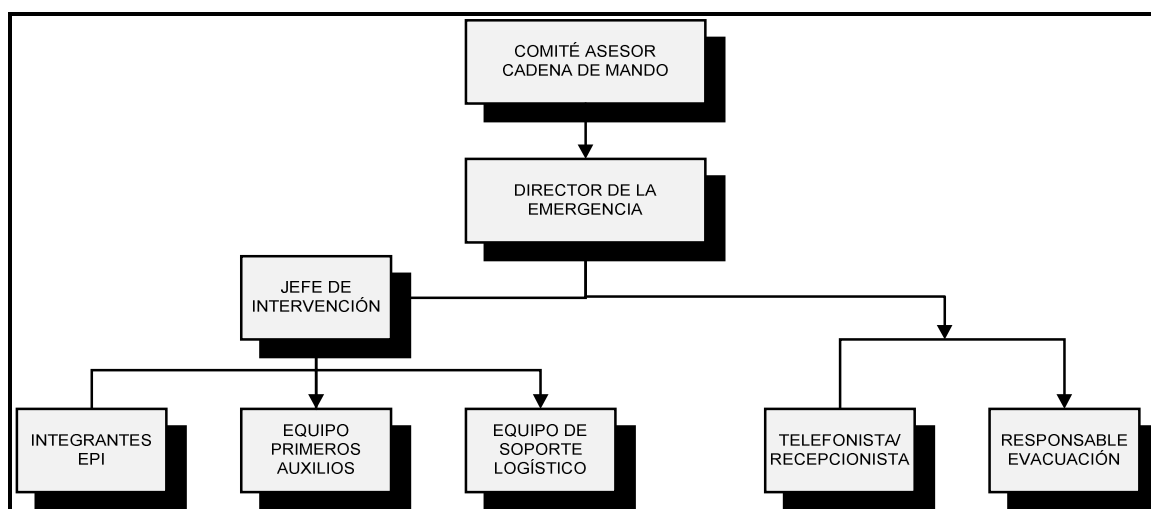 COMITÉ ASESOR
CADENA DE MANDO
DIRECTOR DE LA
EMERGENCIA
JEFE DE
INTERVENCIÓN
INTEGRANTES
EPI
EQUIPO
PRIMEROS
AUXILIOS
EQUIPO DE
SOPORTE
LOGÍSTICO
TELEFONISTA/
RECEPCIONISTA
RESPONSABLE
EVACUACIÓN